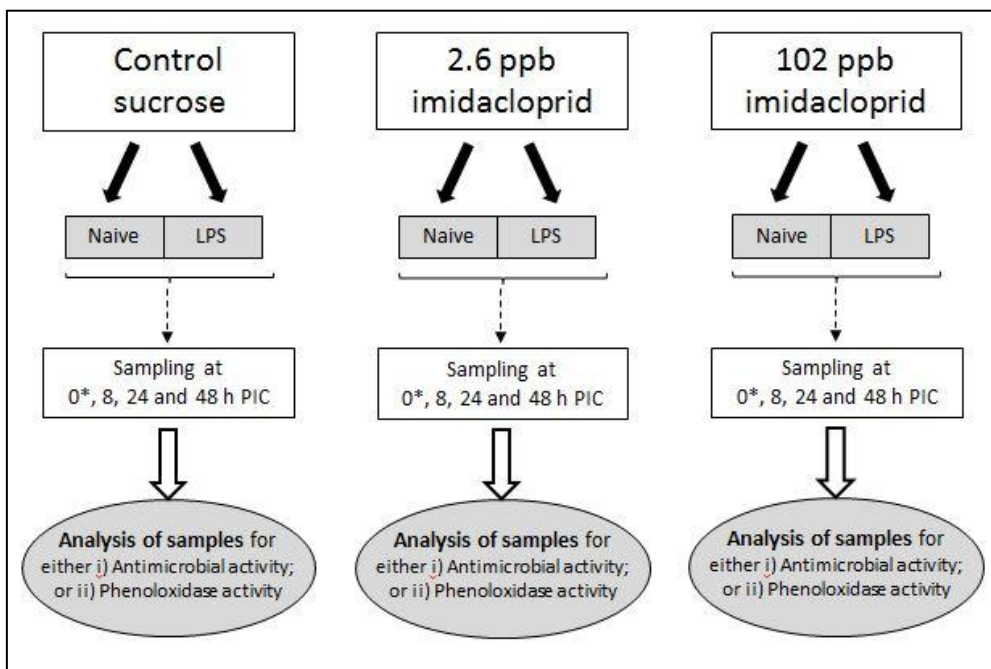 Control
sucrose
Naive
LPS
Sampling at
0*, 8, 24 and 48 h PIC
Analysis of samples for
either i) Antimicrobial activity;
or ii) Phenoloxidase activity
2.6 ppb
imidacloprid
Naive
LPS
Sampling at
0*, 8, 24 and 48 h PIC
Analysis of samples for
either i) Antimicrobial activity;
or ii) Phenoloxidase activity
102 ppb
imidacloprid
Naive
LPS
Sampling at
0*, 8, 24 and 48 h PIC
Analysis of samples for
either i) Antimicrobial activity;
or ii) Phenoloxidase activity